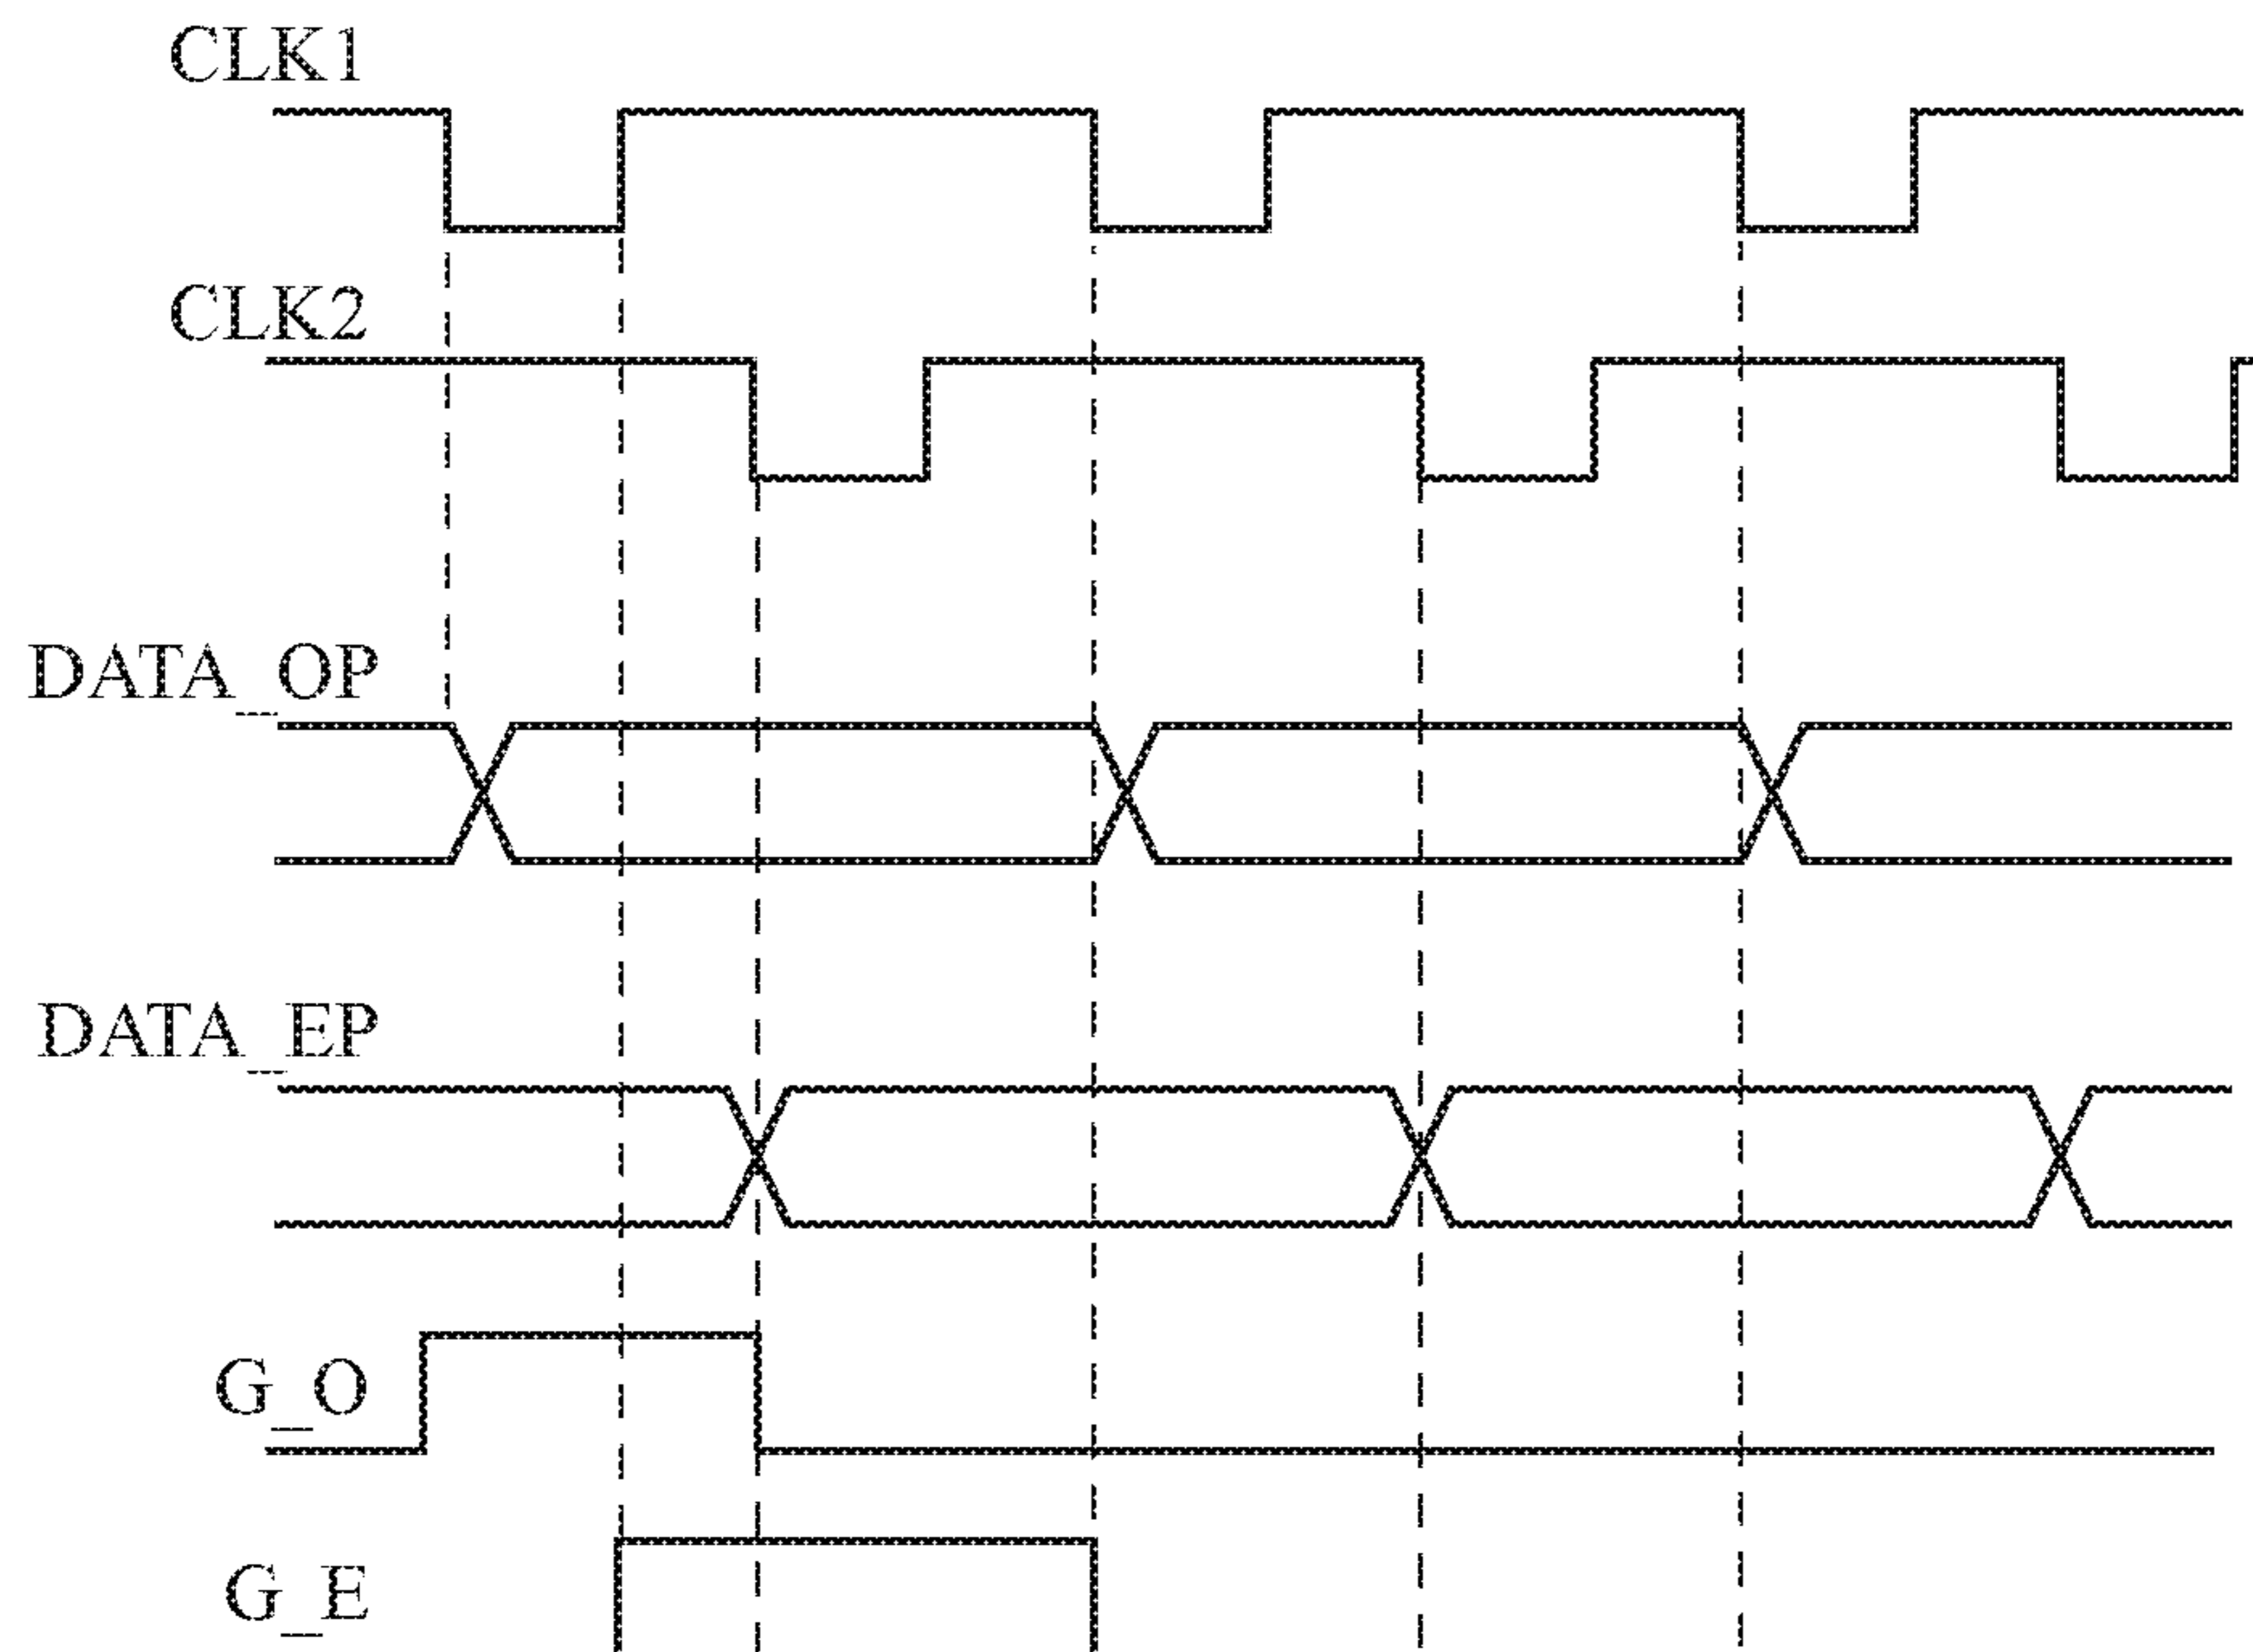 CLK1
CLK2
DATA_OP
DATA_EP
G_O
G_E